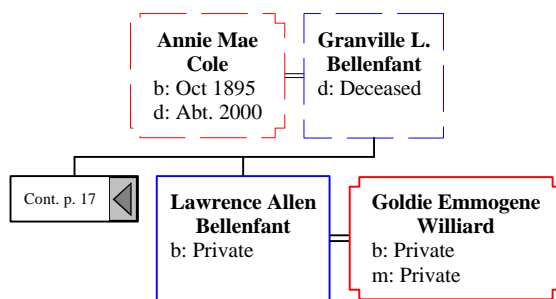 Annie Mae
Cole
b: Oct 1895
d: Abt. 2000
Granville L.
Bellenfant
d: Deceased
Cont. p. 17
Lawrence Allen
Bellenfant
b: Private
Goldie Emmogene
Williard
b: Private
m: Private